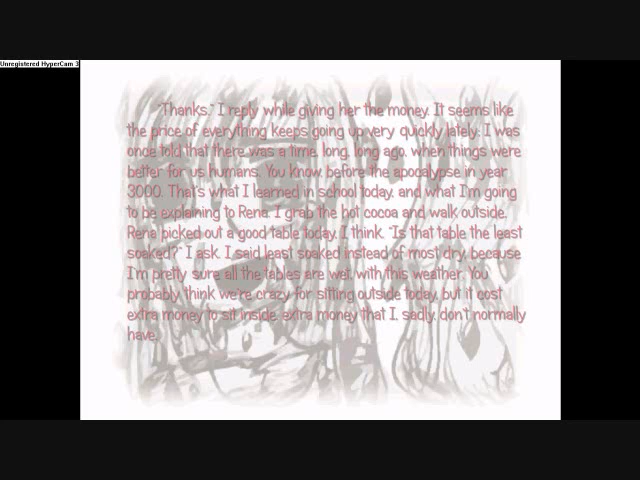 Unregistered HyperCam 3
"Thanks." I reply while giving her the money. It seems like
the price of everything keeps going up very quickly lately. I was
once told that there was a time, long, long ago, when things were
better for us humans. You know, before the apocalypse in year
3000. That's what I learned in school today, and what I'm going
to be explaining to Rena. I grab the hot cocoa and walk outside.
Rena picked out a good table today, I think. "Is that table the least
soaked?" I ask. I said least soaked instead of most dry, because
I'm pretty sure all the tables are wet, with this weather. You
probably think we're crazy for sitting outside today, but it cost
extra money to sit inside, extra money that I, sadly, don't normally
have.